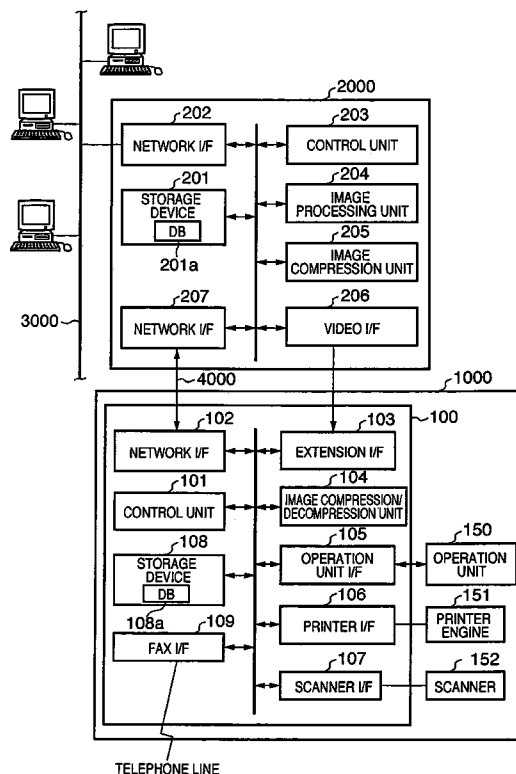 2000
202
203
NETWORK I/F
CONTROL UNIT
201
204
STORAGE
DEVICE
DB
IMAGE
PROCESSING UNIT
201a
205
IMAGE
COMPRESSION UNIT
207
206
3000
NETWORK I/F
VIDEO I/F
4000
1000
102
103
100
NETWORK I/F
EXTENSION I/F
101
104
CONTROL UNIT
IMAGE COMPRESSION/
DECOMPRESSION UNIT
108
105
150
STORAGE
DEVICE
DB
OPERATION
UNIT I/F
OPERATION
UNIT
108a
109
106
151
FAX I/F
PRINTER I/F
PRINTER
ENGINE
107
152
SCANNER I/F
SCANNER
TELEPHONE LINE